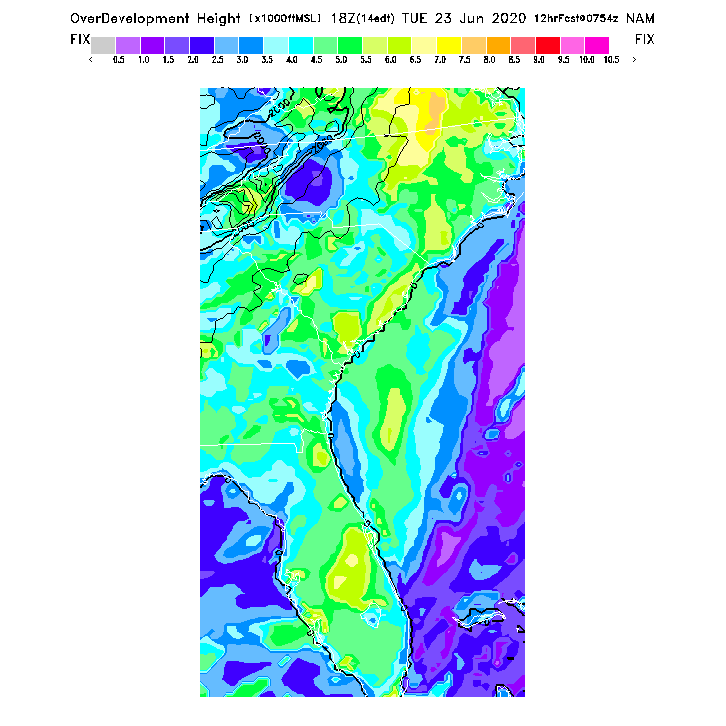 OverDevelopment Height [x1000ftMSL] 18Z(14edt) TUE 23 Jun 2020 12hrFcst@0754z NAM
FIX FIX
< 0.5 1.0 1.5 2.0 2.5 3.0 3.5 4.0 4.5 5.0 5.5 6.0 6.5 7.0 7.5 8.0 8.5 9.0 9.5 10.0 10.5 >
2000
2000